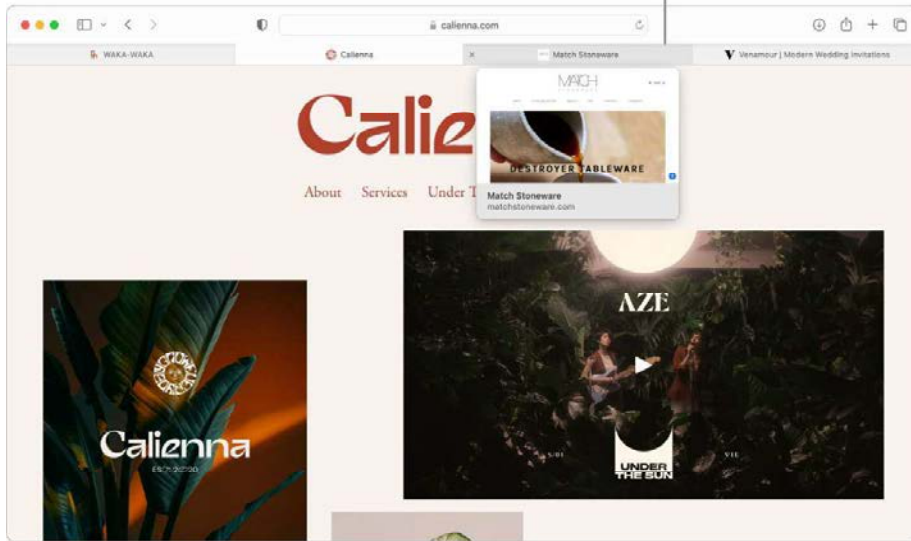 calienna.com
WAKA-WAKA
Calienna
Match Stoneware
Venamour | Modern Wedding Invitations
MATCH
DESTROYER TABLEWARE
Match Stoneware
matchstoneware.com
Calie
About Services Under T
AZE
UNDER
THE SUN
VIE
Calienna